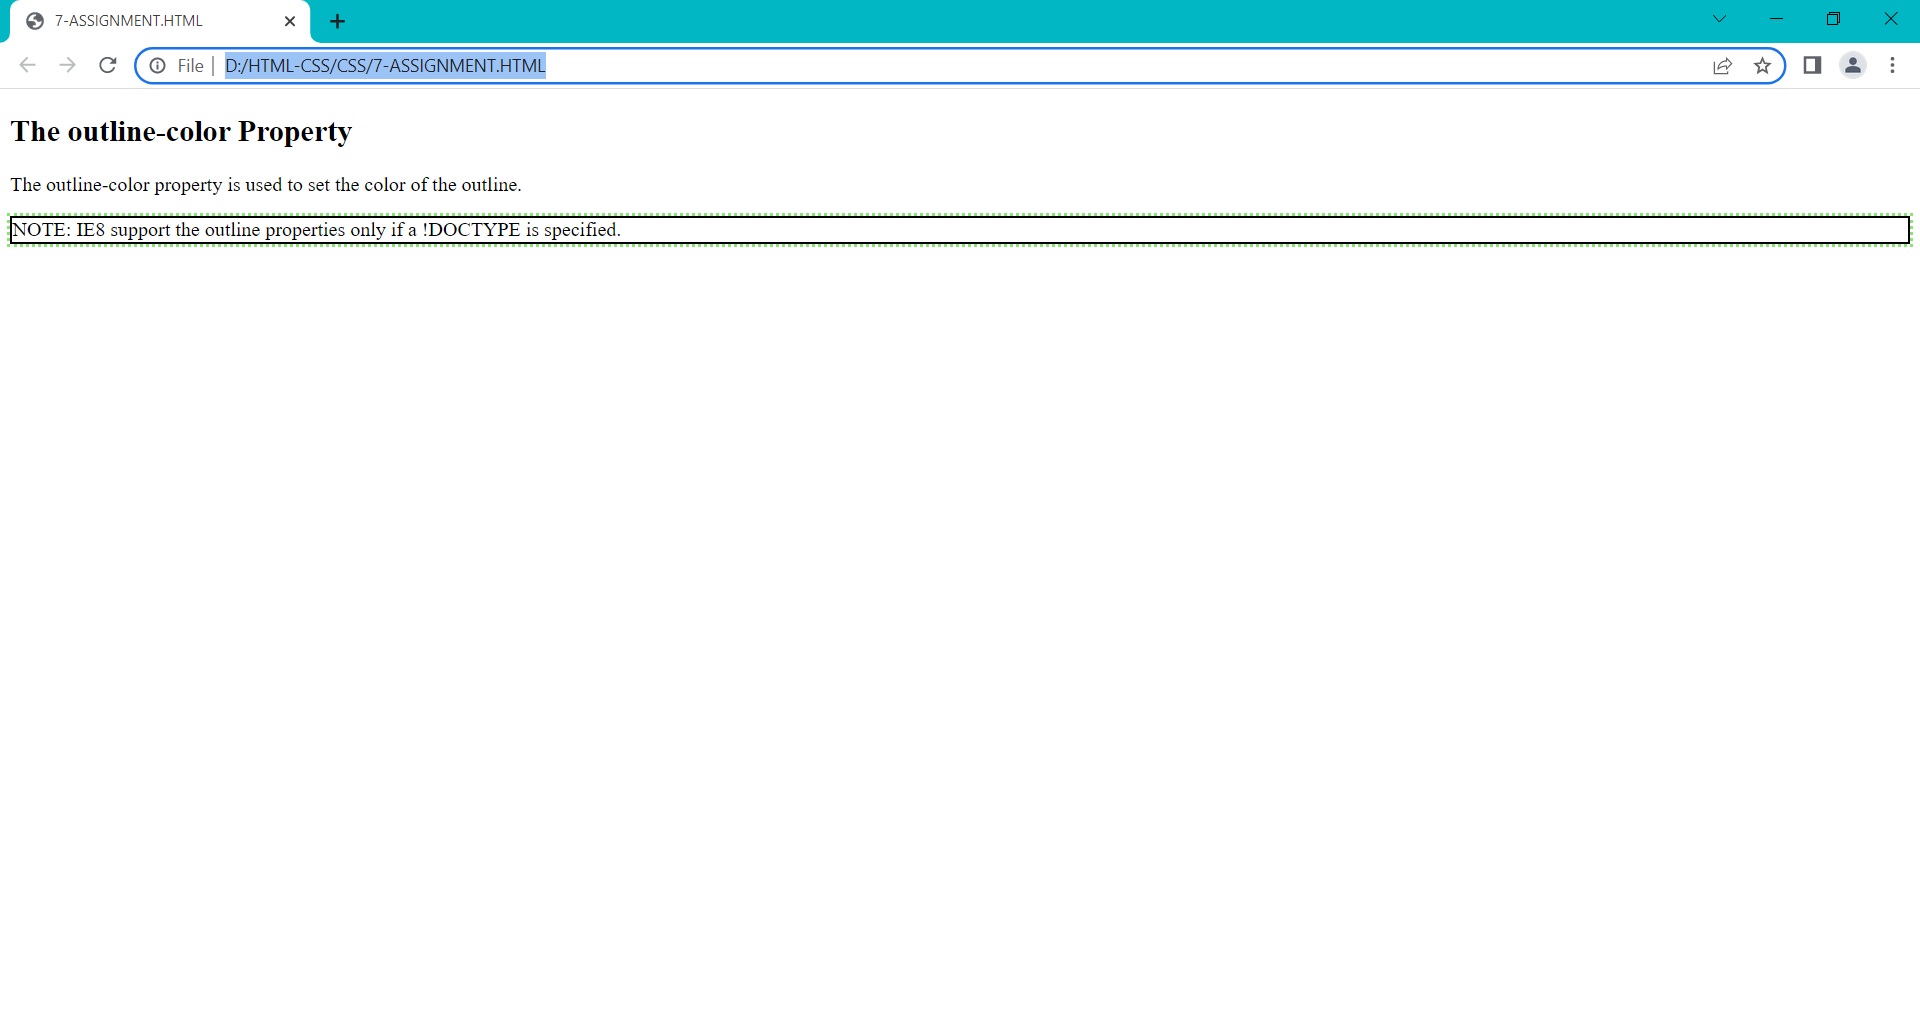 7-ASSIGNMENT.HTML
File | D:/HTML-CSS/CSS/7-ASSIGNMENT.HTML
The outline-color Property
The outline-color property is used to set the color of the outline.
NOTE: IE8 support the outline properties only if a !DOCTYPE is specified.